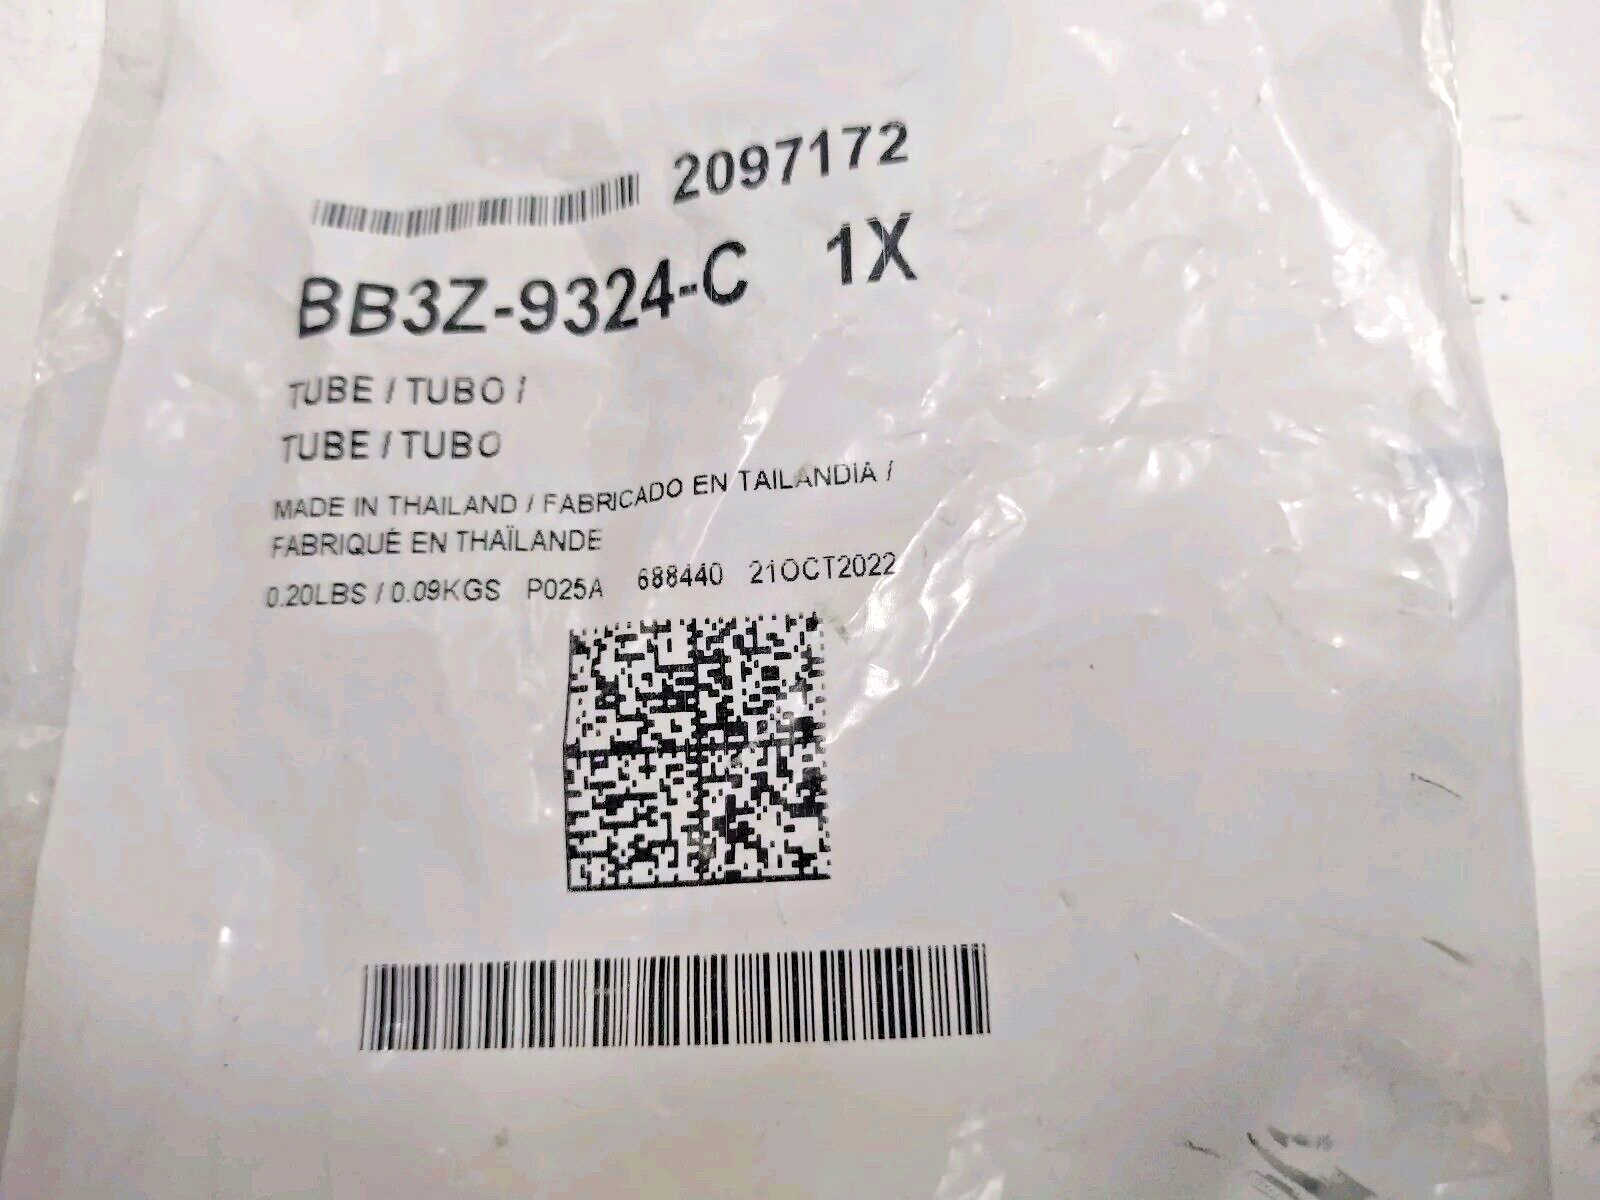 2097172
BB3Z-9324-C 1X
TUBE / TUBO /
TUBE / TUBO
MADE IN THAILAND / FABRICADO EN TAILANDIA /
FABRIQUÉ EN THAÏLANDE
0.20LBS / 0.09KGS P025A 688440 21OCT2022